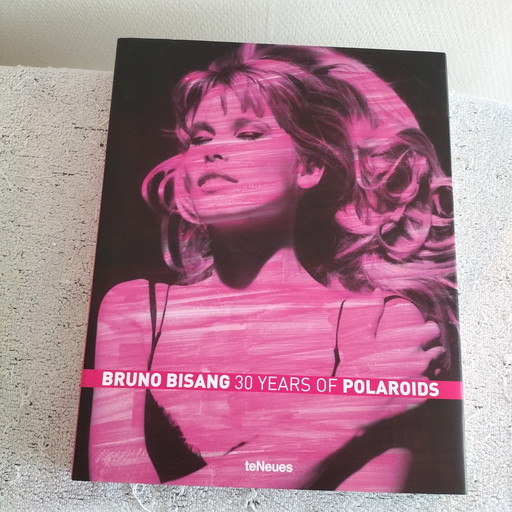 BRUNO BISANG 30 YEARS OF POLAROIDS
teNeues